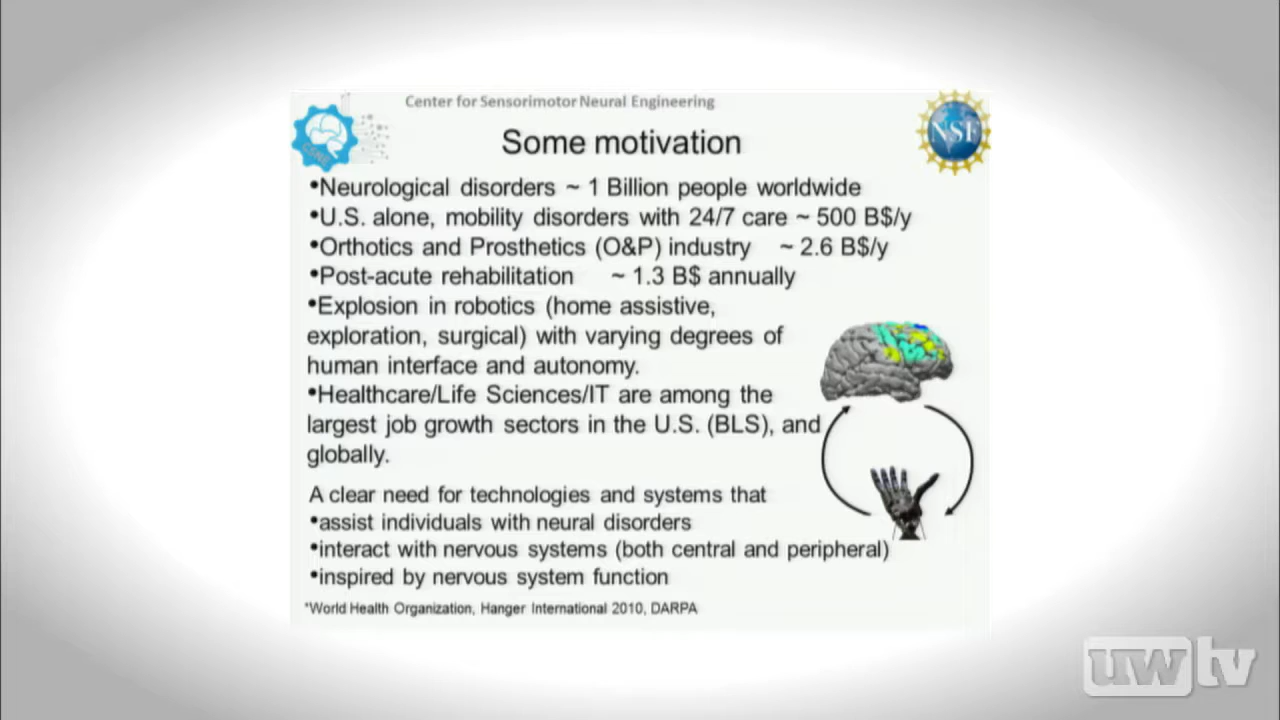 Center for Sensorimotor Neural Engineering
NSF
Some motivation
•Neurological disorders ~ 1 Billion people worldwide
•U.S. alone, mobility disorders with 24/7 care ~ 500 B$/y
•Orthotics and Prosthetics (O&P) industry ~ 2.6 B$/y
•Post-acute rehabilitation ~ 1.3 B$ annually
•Explosion in robotics (home assistive,
exploration, surgical) with varying degrees of
human interface and autonomy.
•Healthcare/Life Sciences/IT are among the
largest job growth sectors in the U.S. (BLS), and
globally.
A clear need for technologies and systems that
•assist individuals with neural disorders
•interact with nervous systems (both central and peripheral)
•inspired by nervous system function
*World Health Organization, Hanger International 2010, DARPA
uwtv